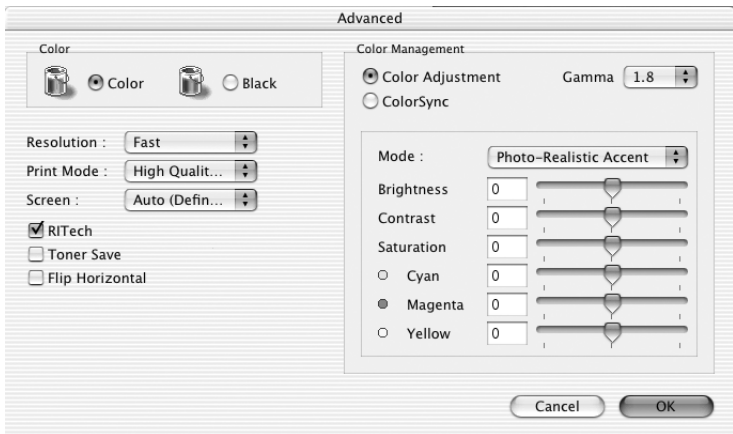 Advanced
Color
Color
Black
Resolution : Fast
Print Mode : High Qualit...
Screen : Auto (Defin...
RITech
Toner Save
Flip Horizontal
Color Management
Color Adjustment
Gamma 1.8
ColorSync
Mode : Photo-Realistic Accent
Brightness 0
Contrast 0
Saturation 0
Cyan 0
Magenta 0
Yellow 0
Cancel
OK